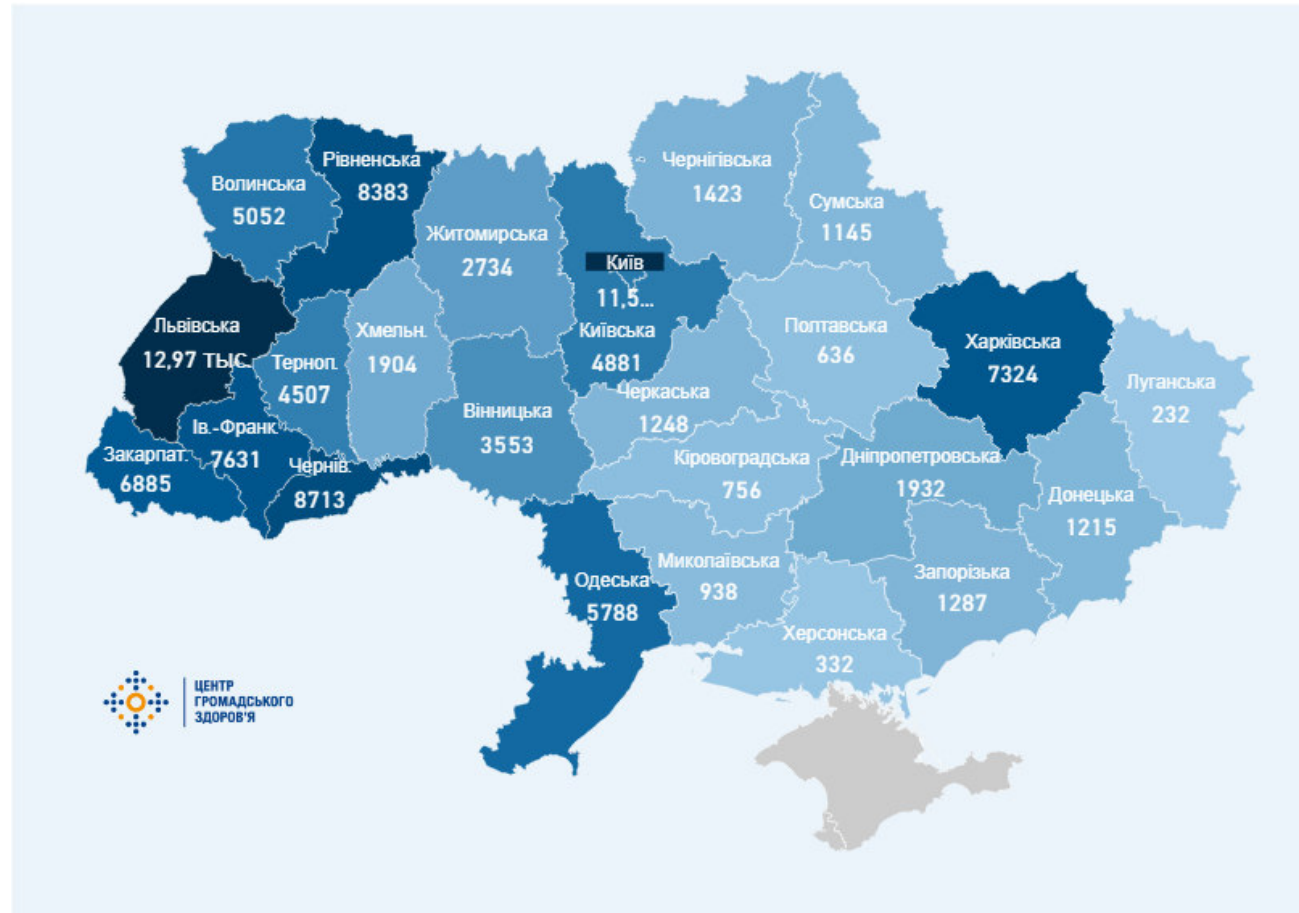 Рівненська
8383
Волинська
5052
Чернігівська
1423
Сумська
1145
Житомирська
2734
Київ
11,5...
Львівська
12,97 ТЫС.
Хмельн.
1904
Терноп.
4507
Київська
4881
Полтавська
636
Харківська
7324
Луганська
232
Черкаська
1248
Вінницька
3553
Ів.-Франк.
7631
Закарпат.
6885
Чернів.
8713
Кіровоградська
756
Дніпропетровська
1932
Донецька
1215
Миколаївська
938
Запорізька
1287
Одеська
5788
Херсонська
332
ЦЕНТР
ГРОМАДСЬКОГО
ЗДОРОВ'Я